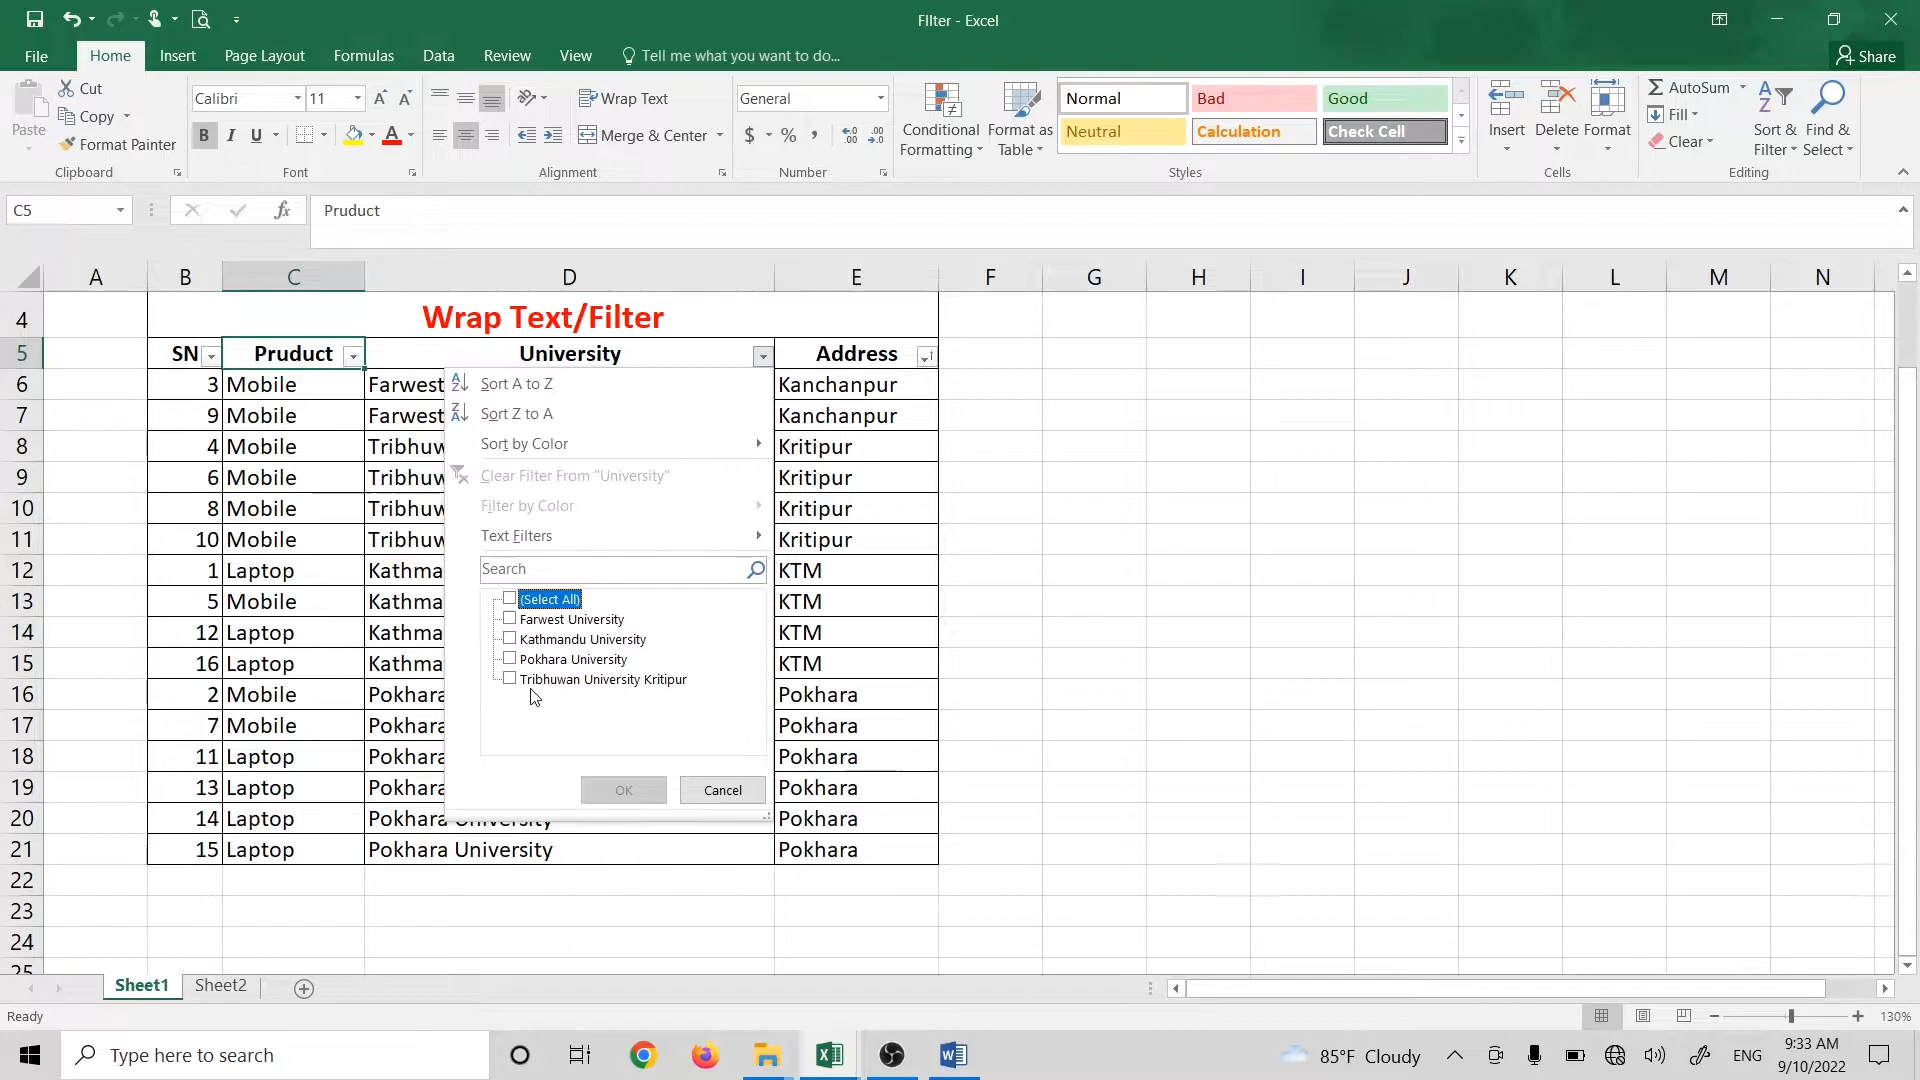 FIlter - Excel
File Home Insert Page Layout Formulas Data Review View Tell me what you want to do... Share
Paste
Cut
Copy
Format Painter
Clipboard
Calibri 11
B I U
Font
Wrap Text
Merge & Center
Alignment
General
$ % ,
Number
Conditional Formatting
Format as Table
Normal Bad Good
Neutral Calculation Check Cell
Styles
Insert Delete Format
Cells
AutoSum
Fill
Clear
Sort & Filter
Find & Select
Editing
C5 fx Pruduct
A B C D E F G H I J K L M N
4 Wrap Text/Filter
5 SN Pruduct University Address
6 3 Mobile Farwest Kanchanpur
7 9 Mobile Farwest Kanchanpur
8 4 Mobile Tribhuw Kritipur
9 6 Mobile Tribhuw Kritipur
10 8 Mobile Tribhuw Kritipur
11 10 Mobile Tribhuw Kritipur
12 1 Laptop Kathma KTM
13 5 Mobile Kathma KTM
14 12 Laptop Kathma KTM
15 16 Laptop Kathma KTM
16 2 Mobile Pokhara Pokhara
17 7 Mobile Pokhara Pokhara
18 11 Laptop Pokhara Pokhara
19 13 Laptop Pokhara Pokhara
20 14 Laptop Pokhara University Pokhara
21 15 Laptop Pokhara University Pokhara
22
23
24
25
Sort A to Z
Sort Z to A
Sort by Color
Clear Filter From "University"
Filter by Color
Text Filters
Search
(Select All)
Farwest University
Kathmandu University
Pokhara University
Tribhuwan University Kritipur
OK Cancel
Sheet1 Sheet2
Ready 130%
Type here to search 85°F Cloudy ENG 9:33 AM
9/10/2022